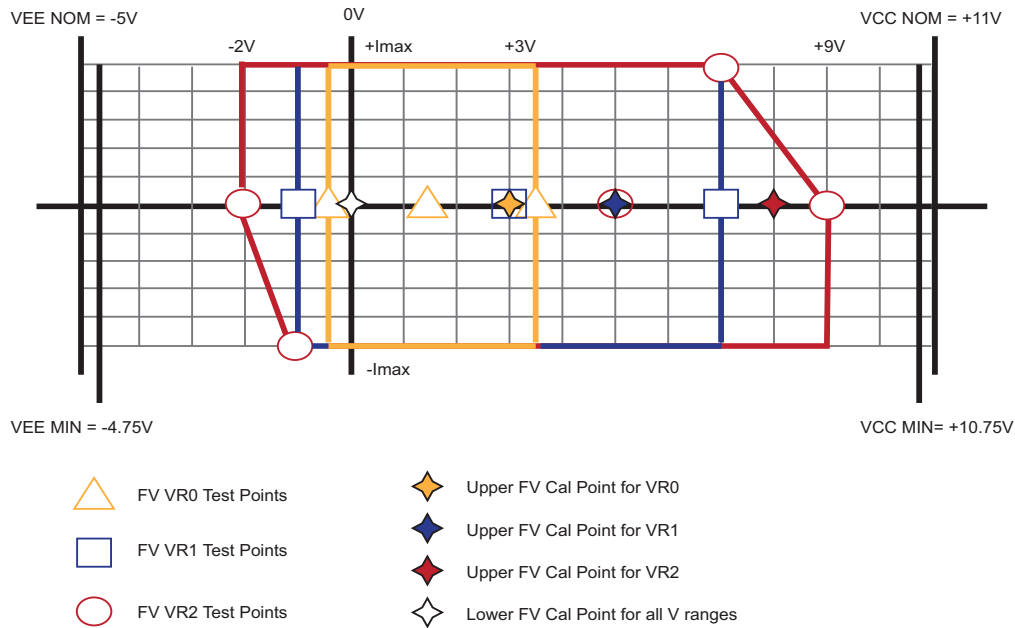 VEE NOM = -5V
0V
VCC NOM = +11V
-2V
+Imax
+3V
+9V
-Imax
VEE MIN = -4.75V
VCC MIN= +10.75V
FV VR0 Test Points
FV VR1 Test Points
FV VR2 Test Points
Upper FV Cal Point for VR0
Upper FV Cal Point for VR1
Upper FV Cal Point for VR2
Lower FV Cal Point for all V ranges